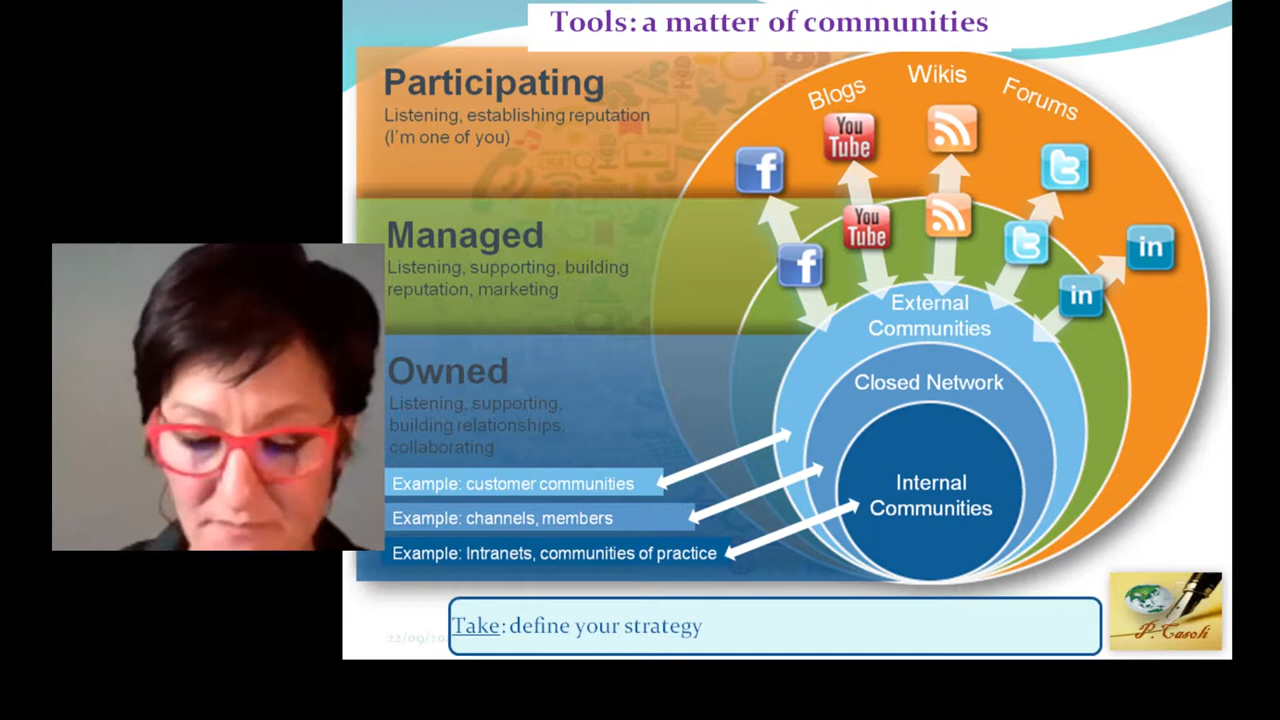 Tools: a matter of communities
Participating
Listening, establishing reputation
(I'm one of you)
Managed
Listening, supporting, building
reputation, marketing
Owned
Listening, supporting,
building relationships,
collaborating
Example: customer communities
Example: channels, members
Example: Intranets, communities of practice
Blogs
Wikis
Forums
You
Tube
f
t
in
You
Tube
f
t
in
External
Communities
Closed Network
Internal
Communities
22/09/
Take: define your strategy
P. Casoli